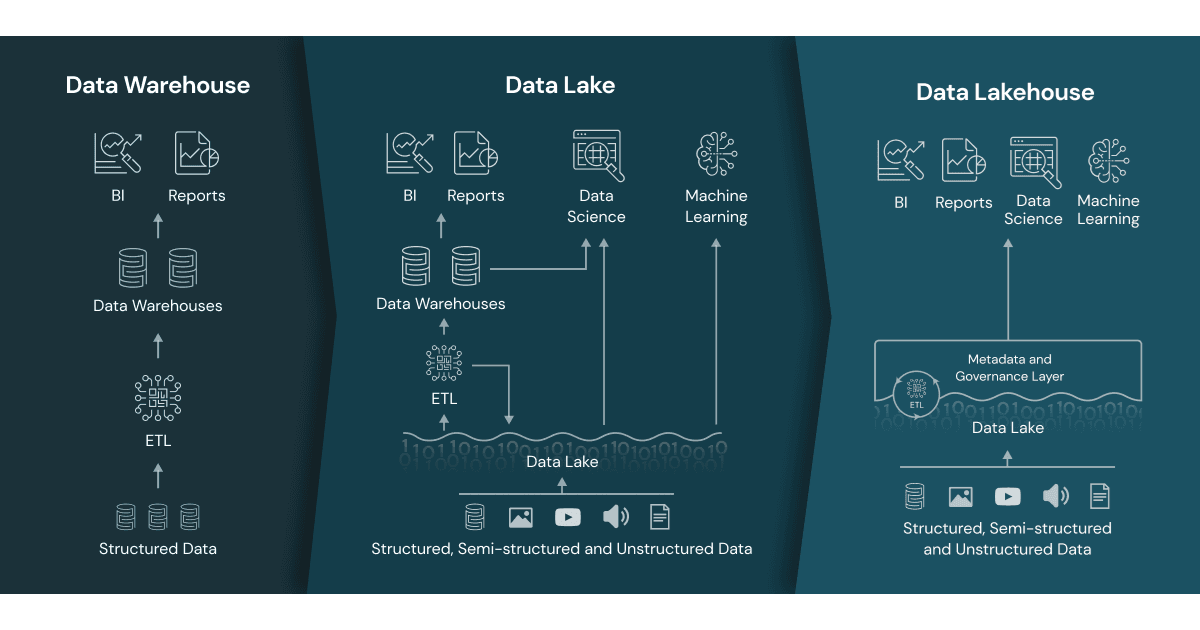 Data Warehouse
BI
Reports
Data Warehouses
ETL
Structured Data
Data Lake
BI
Reports
Data
Science
Machine
Learning
Data Warehouses
ETL
Data Lake
Structured, Semi-structured and Unstructured Data
Data Lakehouse
BI
Reports
Data
Science
Machine
Learning
Metadata and
Governance Layer
ETL
Data Lake
Structured, Semi-structured
and Unstructured Data